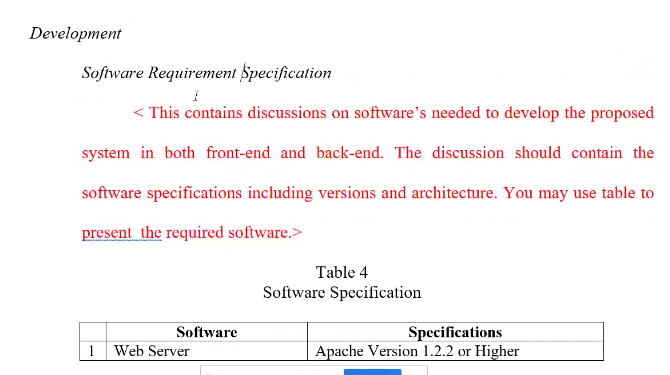 Development
Software Requirement Specification
< This contains discussions on software’s needed to develop the proposed
system in both front-end and back-end. The discussion should contain the
software specifications including versions and architecture. You may use table to
present the required software.>
Table 4
Software Specification
Software Specifications
1 Web Server Apache Version 1.2.2 or Higher